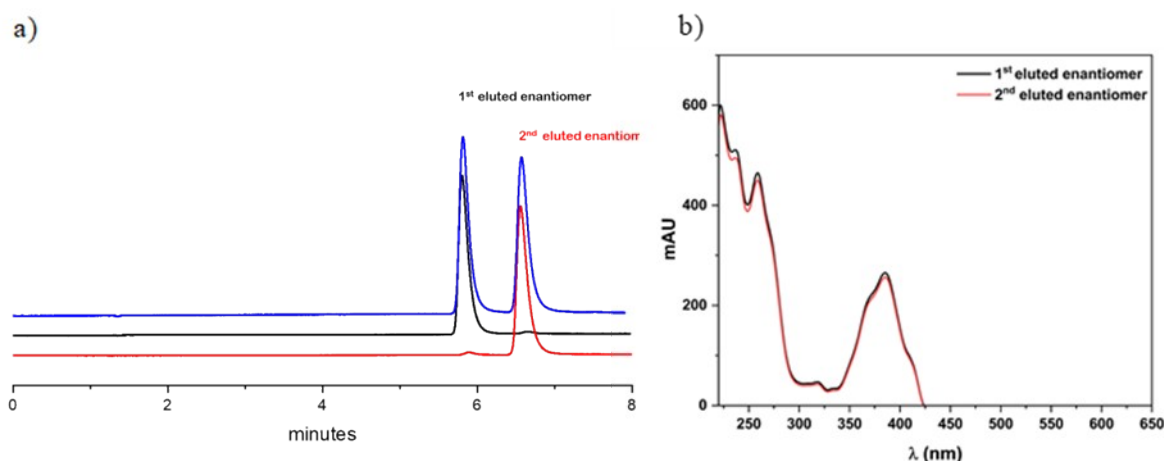 a)
1st eluted enantiomer
2nd eluted enantiom
0
2
4
6
8
minutes
b)
1st eluted enantiomer
2nd eluted enantiomer
600
400
200
0
mAU
250
300
350
400
450
500
550
600
650
λ (nm)